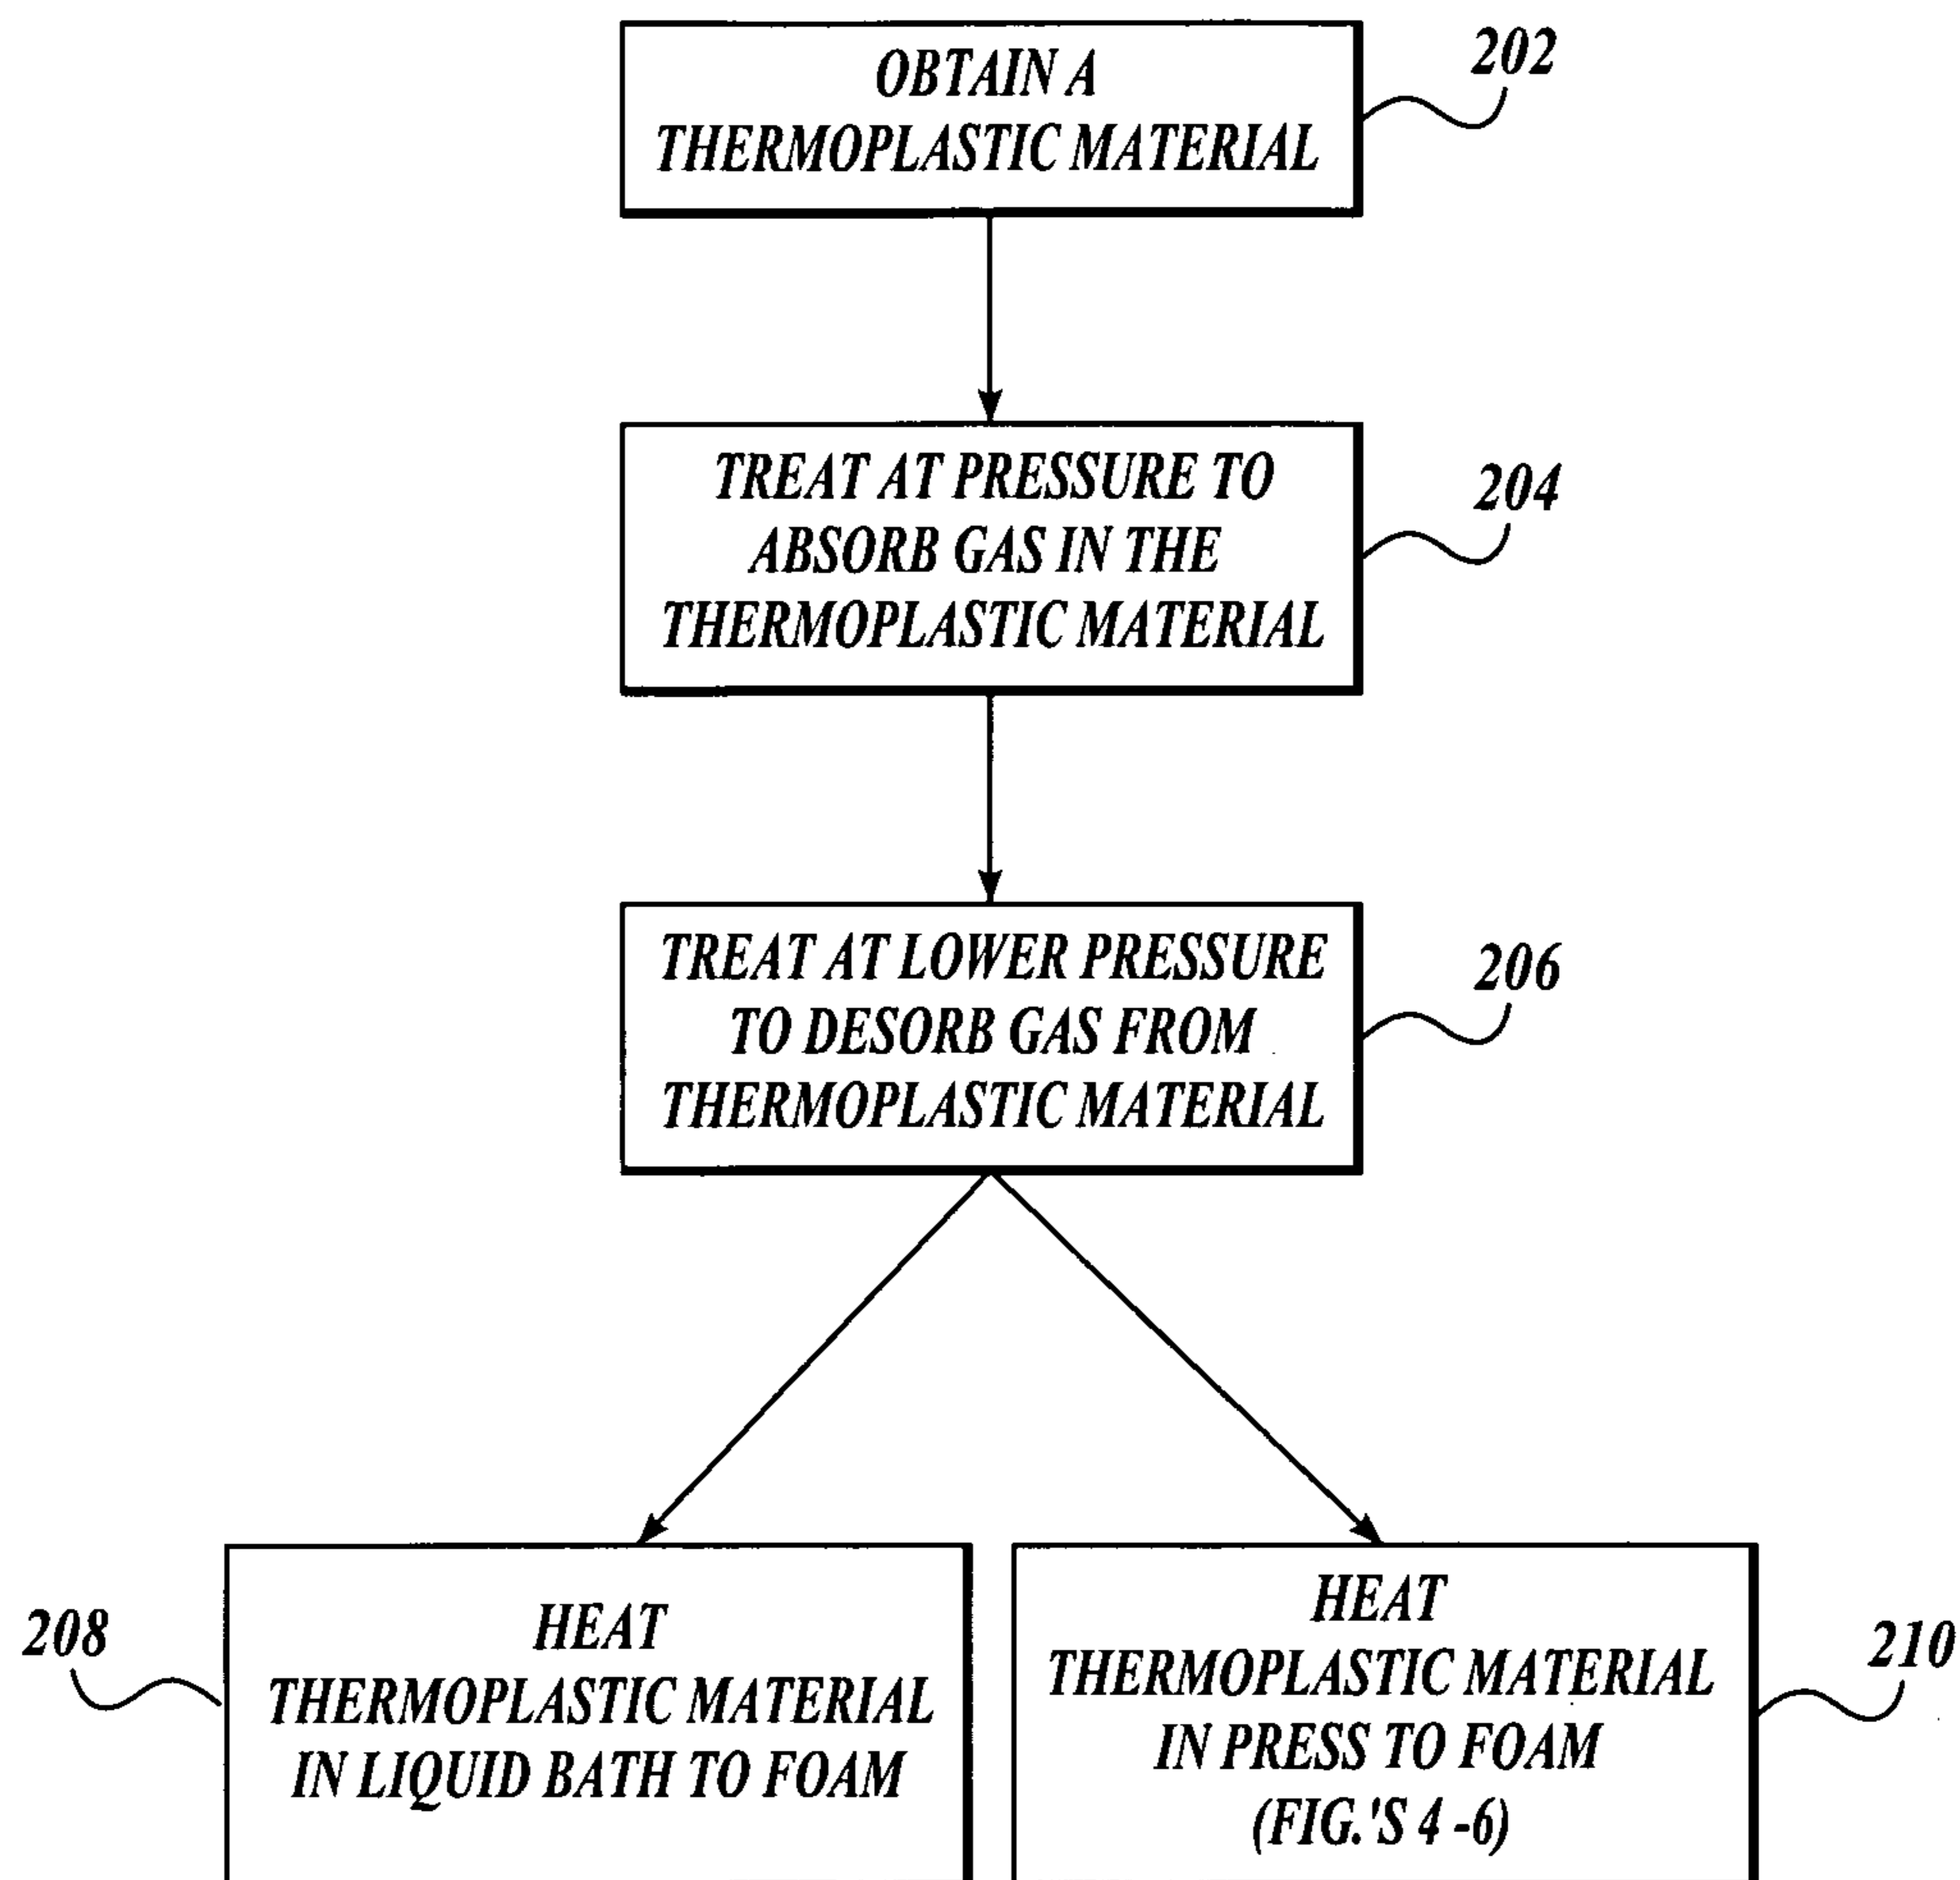 OBTAIN A
THERMOPLASTIC MATERIAL
202
TREAT AT PRESSURE TO
ABSORB GAS IN THE
THERMOPLASTIC MATERIAL
204
TREAT AT LOWER PRESSURE
TO DESORB GAS FROM
THERMOPLASTIC MATERIAL
206
208
HEAT
THERMOPLASTIC MATERIAL
IN LIQUID BATH TO FOAM
HEAT
THERMOPLASTIC MATERIAL
IN PRESS TO FOAM
(FIG.'S 4 -6)
210